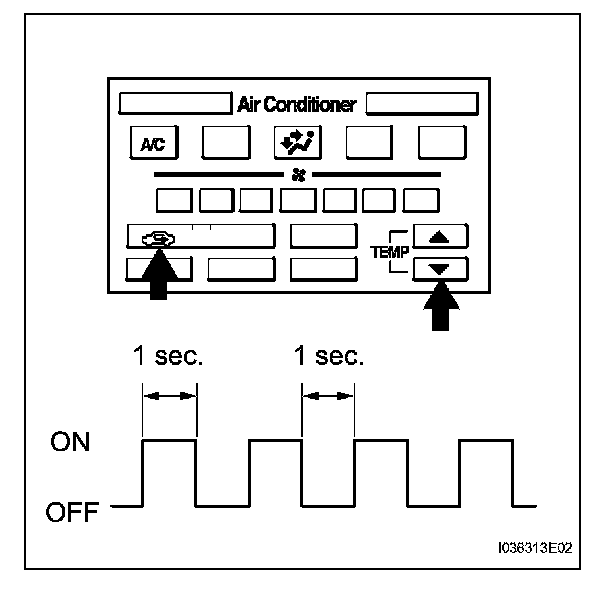 Air Conditioner
A/C
TEMP
1 sec. 1 sec.
ON
OFF
I036313E02